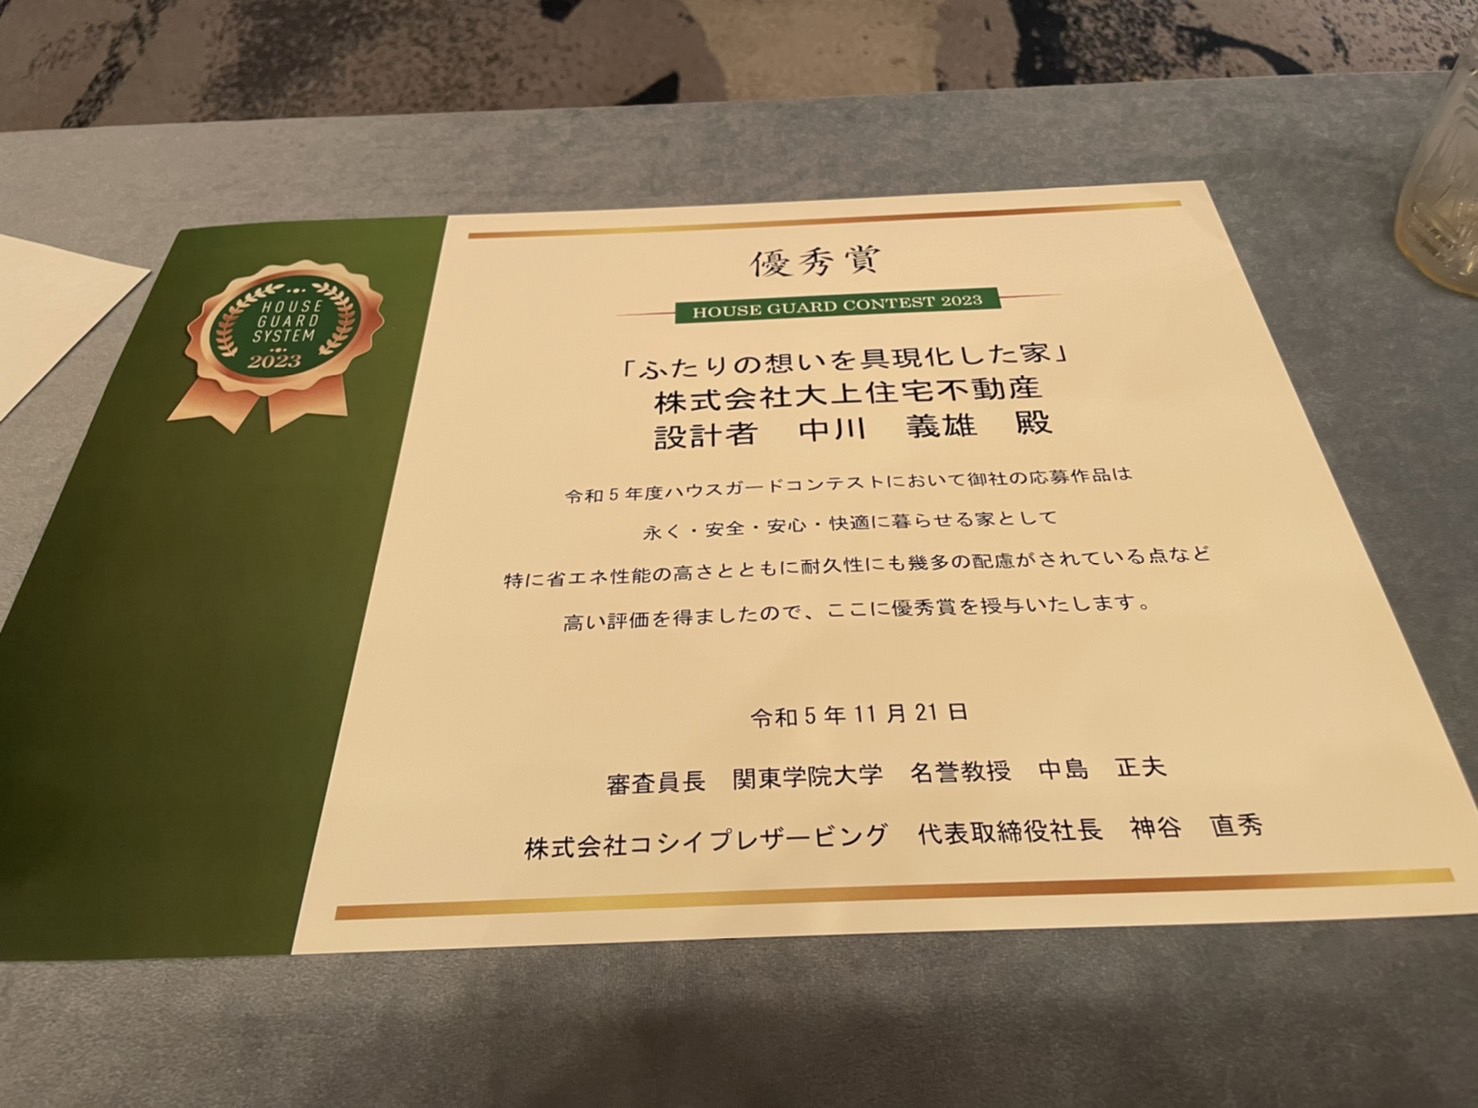 HOUSE
GUARD
SYSTEM
2023
優秀賞
HOUSE GUARD CONTEST 2023
「ふたりの想いを具現化した家」
株式会社大上住宅不動産
設計者　中川　義雄　殿
令和5年度ハウスガードコンテストにおいて御社の応募作品は
永く・安全・安心・快適に暮らせる家として
特に省エネ性能の高さとともに耐久性にも幾多の配慮がされている点など
高い評価を得ましたので、ここに優秀賞を授与いたします。
令和5年11月21日
審査員長　関東学院大学　名誉教授　中島　正夫
株式会社コシイプレザービング　代表取締役社長　神谷　直秀